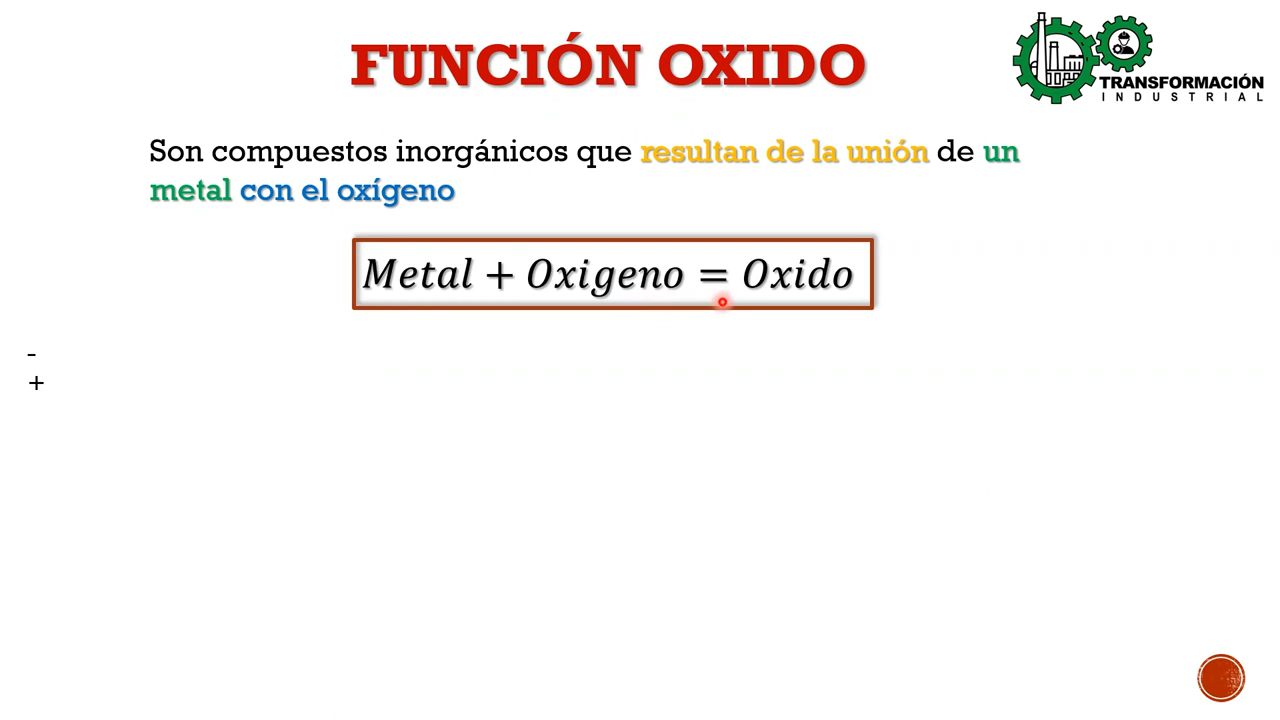 FUNCIÓN OXIDO
TRANSFORMACIÓN
INDUSTRIAL
Son compuestos inorgánicos que resultan de la unión de un
metal con el oxígeno
Metal + Oxigeno = Oxido
-
+